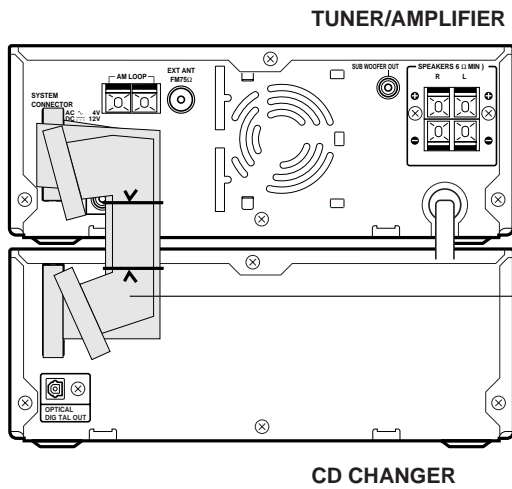 TUNER/AMPLIFIER
SUB WOOFER OUT
SPEAKERS 6 Ω MIN )
R L
AM LOOP
EXT ANT
FM75Ω
SYSTEM
CONNECTOR
AC ∿ 4V
DC ⎓ 12V
+ +
− −
OPTICAL
DIG TAL OUT
CD CHANGER